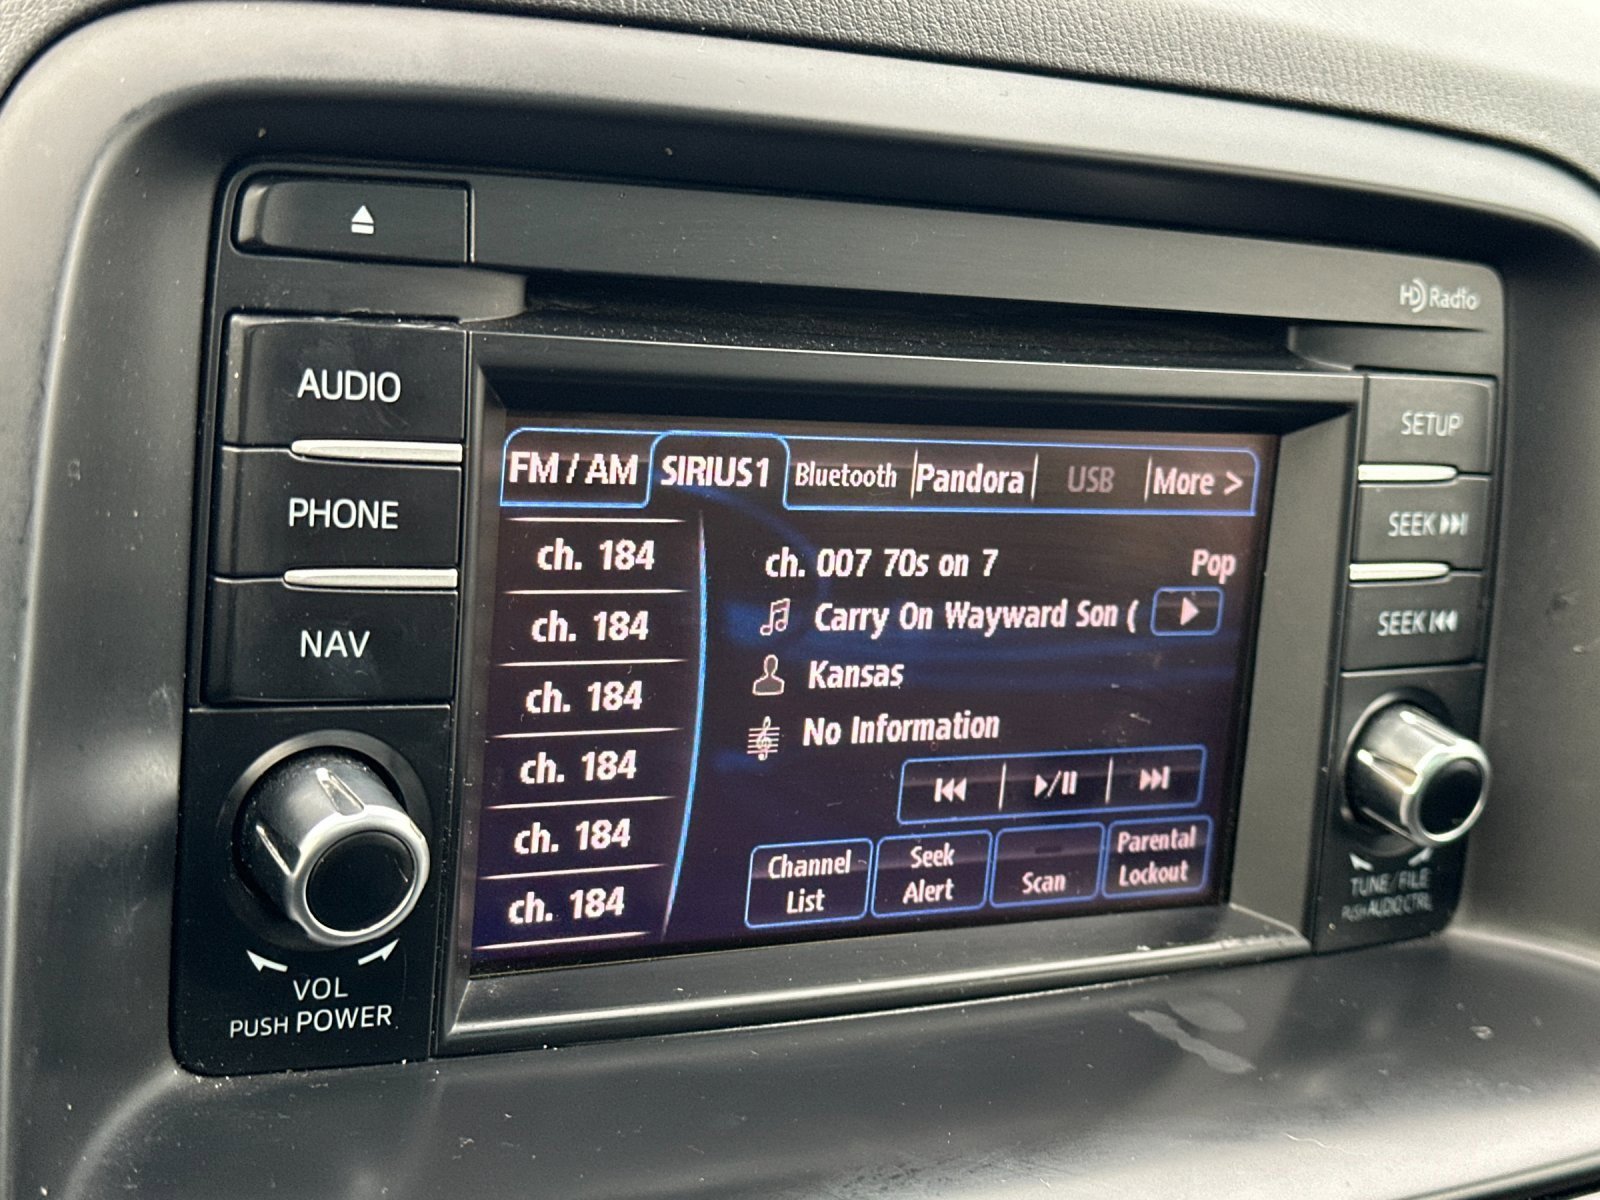 HD Radio
AUDIO
PHONE
NAV
VOL
PUSH POWER
FM / AM
SIRIUS1
Bluetooth
Pandora
USB
More >
ch. 184
ch. 184
ch. 184
ch. 184
ch. 184
ch. 184
ch. 007 70s on 7
Pop
Carry On Wayward Son (
Kansas
No Information
Channel
List
Seek
Alert
Scan
Parental
Lockout
SETUP
SEEK
SEEK
TUNE/FILE
PUSH AUDIO CTRL